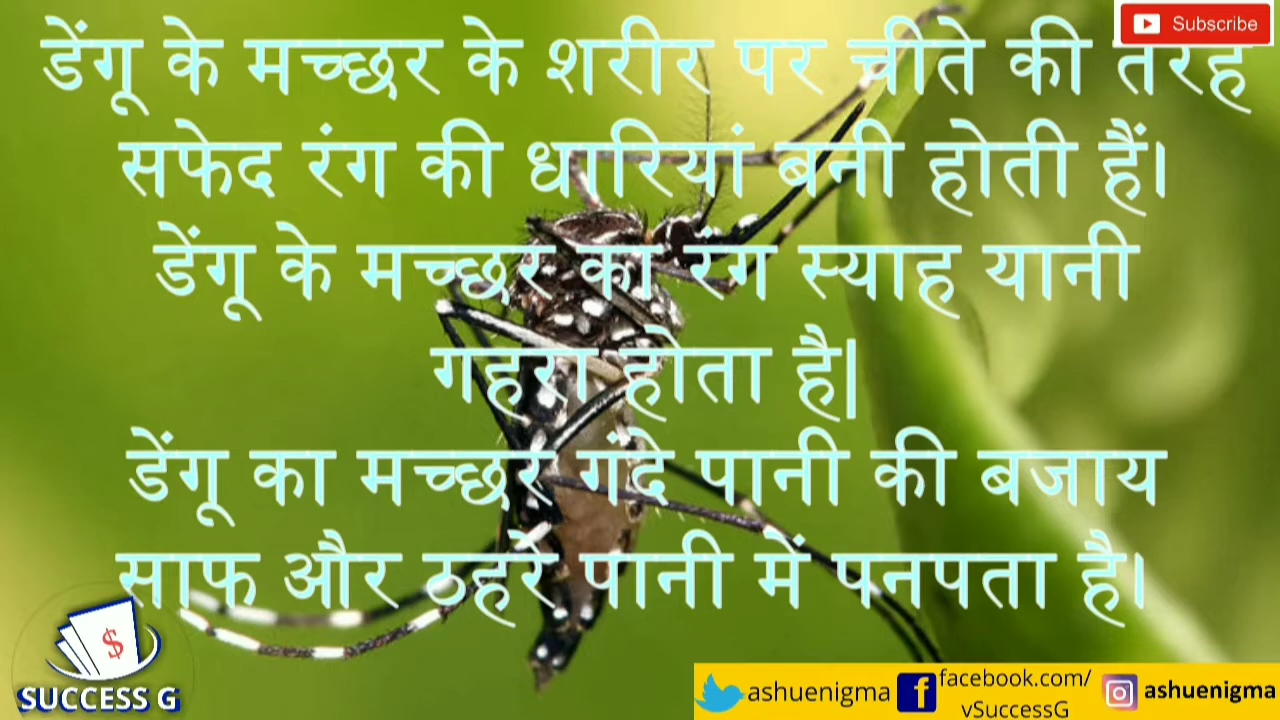 Subscribe
डेंगू के मच्छर के शरीर पर चीते की तरह
सफेद रंग की धारियां बनी होती हैं।
डेंगू के मच्छर का रंग स्याह यानी
गहरा होता है|
डेंगू का मच्छर गंदे पानी की बजाय
साफ और ठहरे पानी में पनपता है।
$
SUCCESS G
ashuenigma
facebook.com/
vSuccessG
ashuenigma